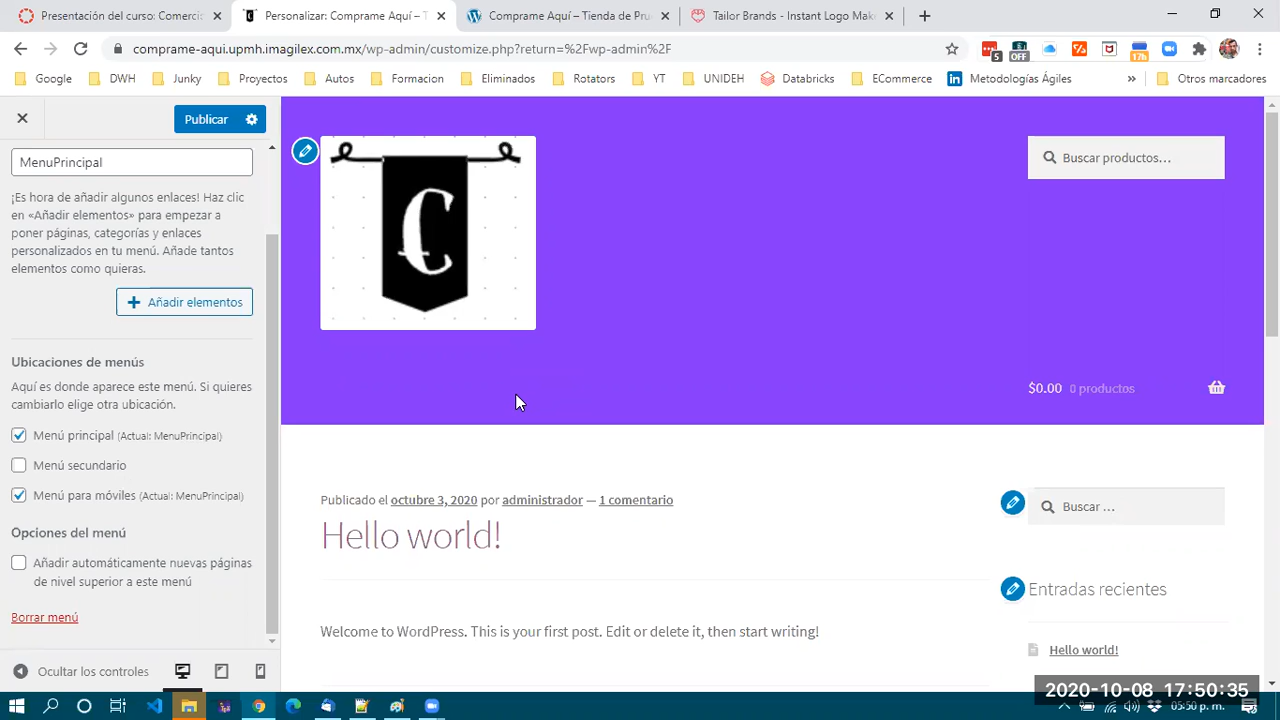 Presentación del curso: Comercio
Personalizar: Comprame Aquí – T
Comprame Aquí – Tienda de Pru
Tailor Brands - Instant Logo Mak
comprame-aqui.upmh.imagilex.com.mx/wp-admin/customize.php?return=%2Fwp-admin%2F
5
OFF
17h
Google
DWH
Junky
Proyectos
Autos
Formacion
Eliminados
Rotators
YT
UNIDEH
Databricks
ECommerce
Metodologías Ágiles
»
Otros marcadores
Publicar
MenuPrincipal
¡Es hora de añadir algunos enlaces! Haz clic
en «Añadir elementos» para empezar a
poner páginas, categorías y enlaces
personalizados en tu menú. Añade tantos
elementos como quieras.
Añadir elementos
Ubicaciones de menús
Aquí es donde aparece este menú. Si quieres
cambiarlo elige otra ubicación.
Menú principal (Actual: MenuPrincipal)
Menú secundario
Menú para móviles (Actual: MenuPrincipal)
Opciones del menú
Añadir automáticamente nuevas páginas
de nivel superior a este menú
Borrar menú
Ocultar los controles
C
Buscar productos…
$0.00 0 productos
Publicado el octubre 3, 2020 por administrador — 1 comentario
Hello world!
Welcome to WordPress. This is your first post. Edit or delete it, then start writing!
Buscar …
Entradas recientes
Hello world!
2020-10-08 17:50:35
05:50 p. m.